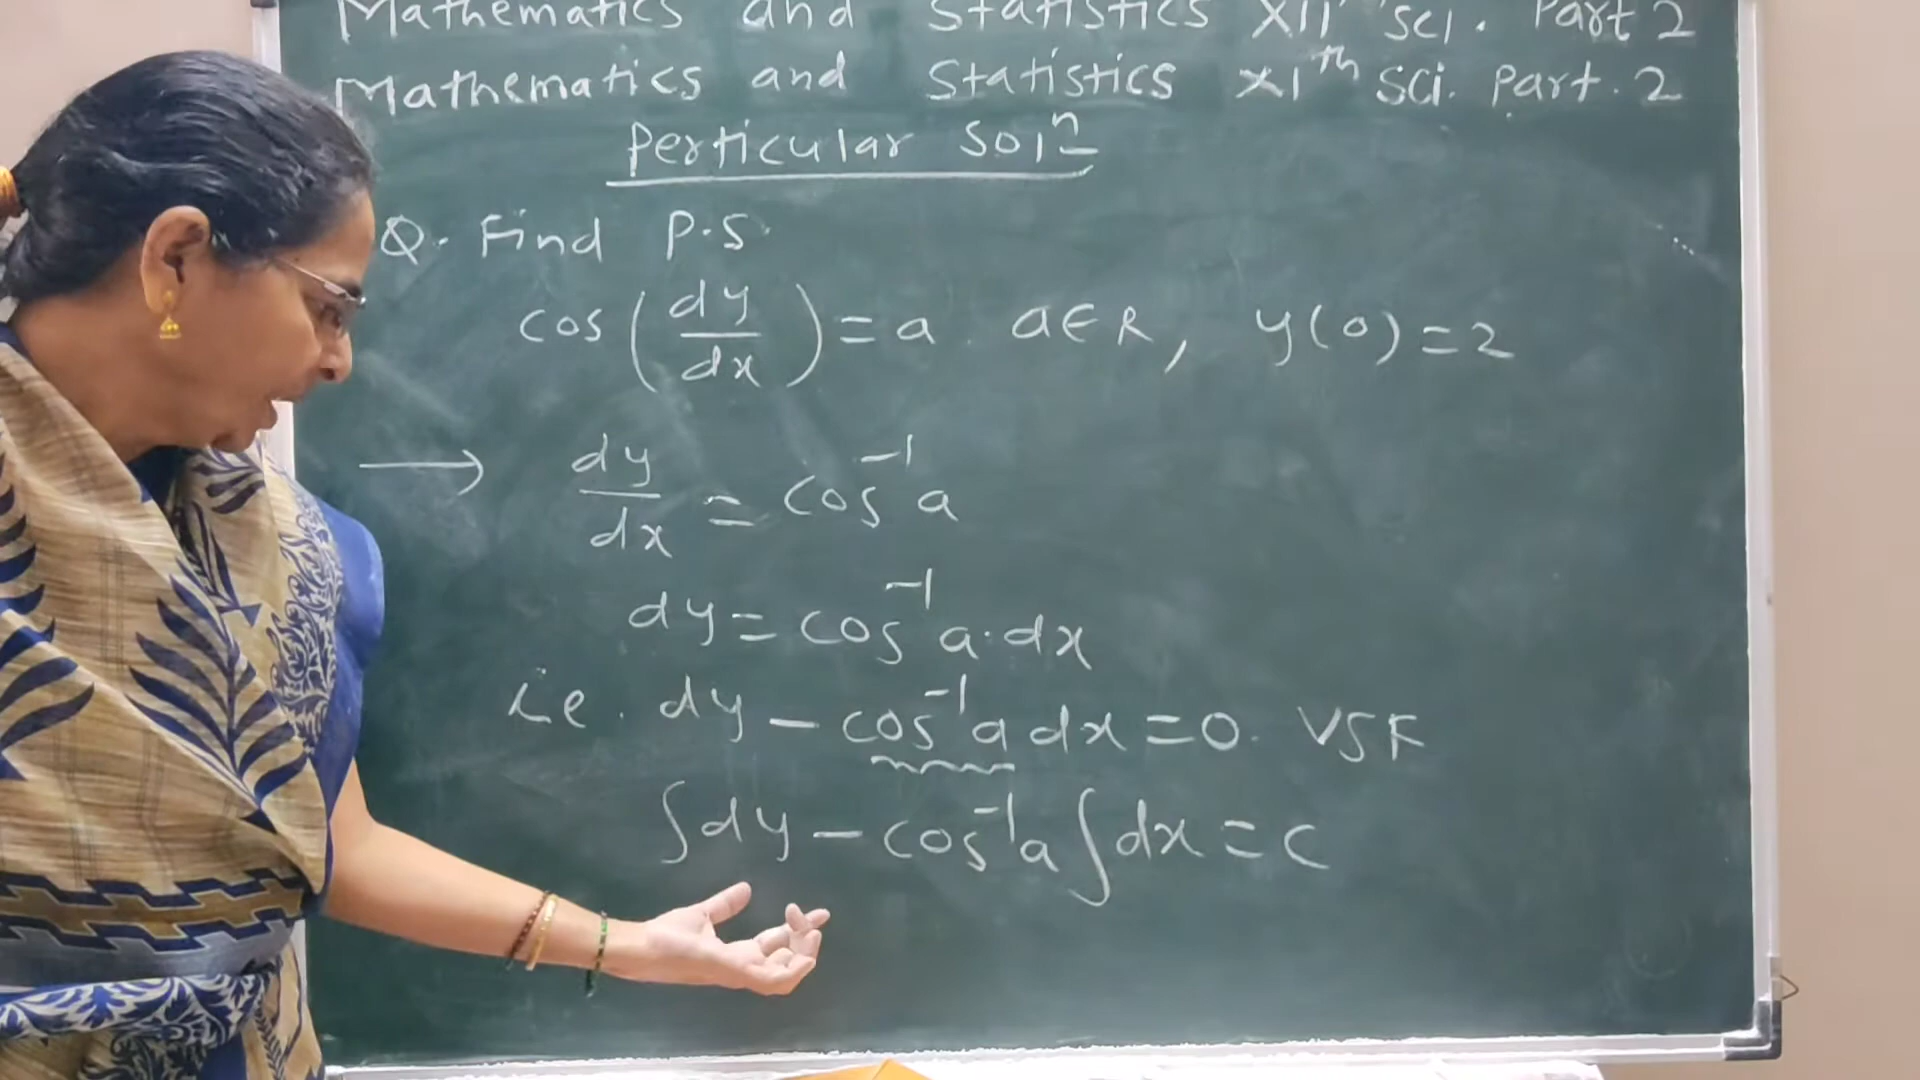 Mathematics and Statistics XIIth Sci. Part 2
Mathematics and Statistics XIth Sci. Part. 2
Perticular Solⁿ
Q. Find P.S.
cos(dy/dx) = a. a∈R, y(0)=2
→ dy/dx = cos⁻¹a
dy = cos⁻¹a·dx
i.e. dy - cos⁻¹a dx = 0. VSF
∫dy - cos⁻¹a∫dx = c